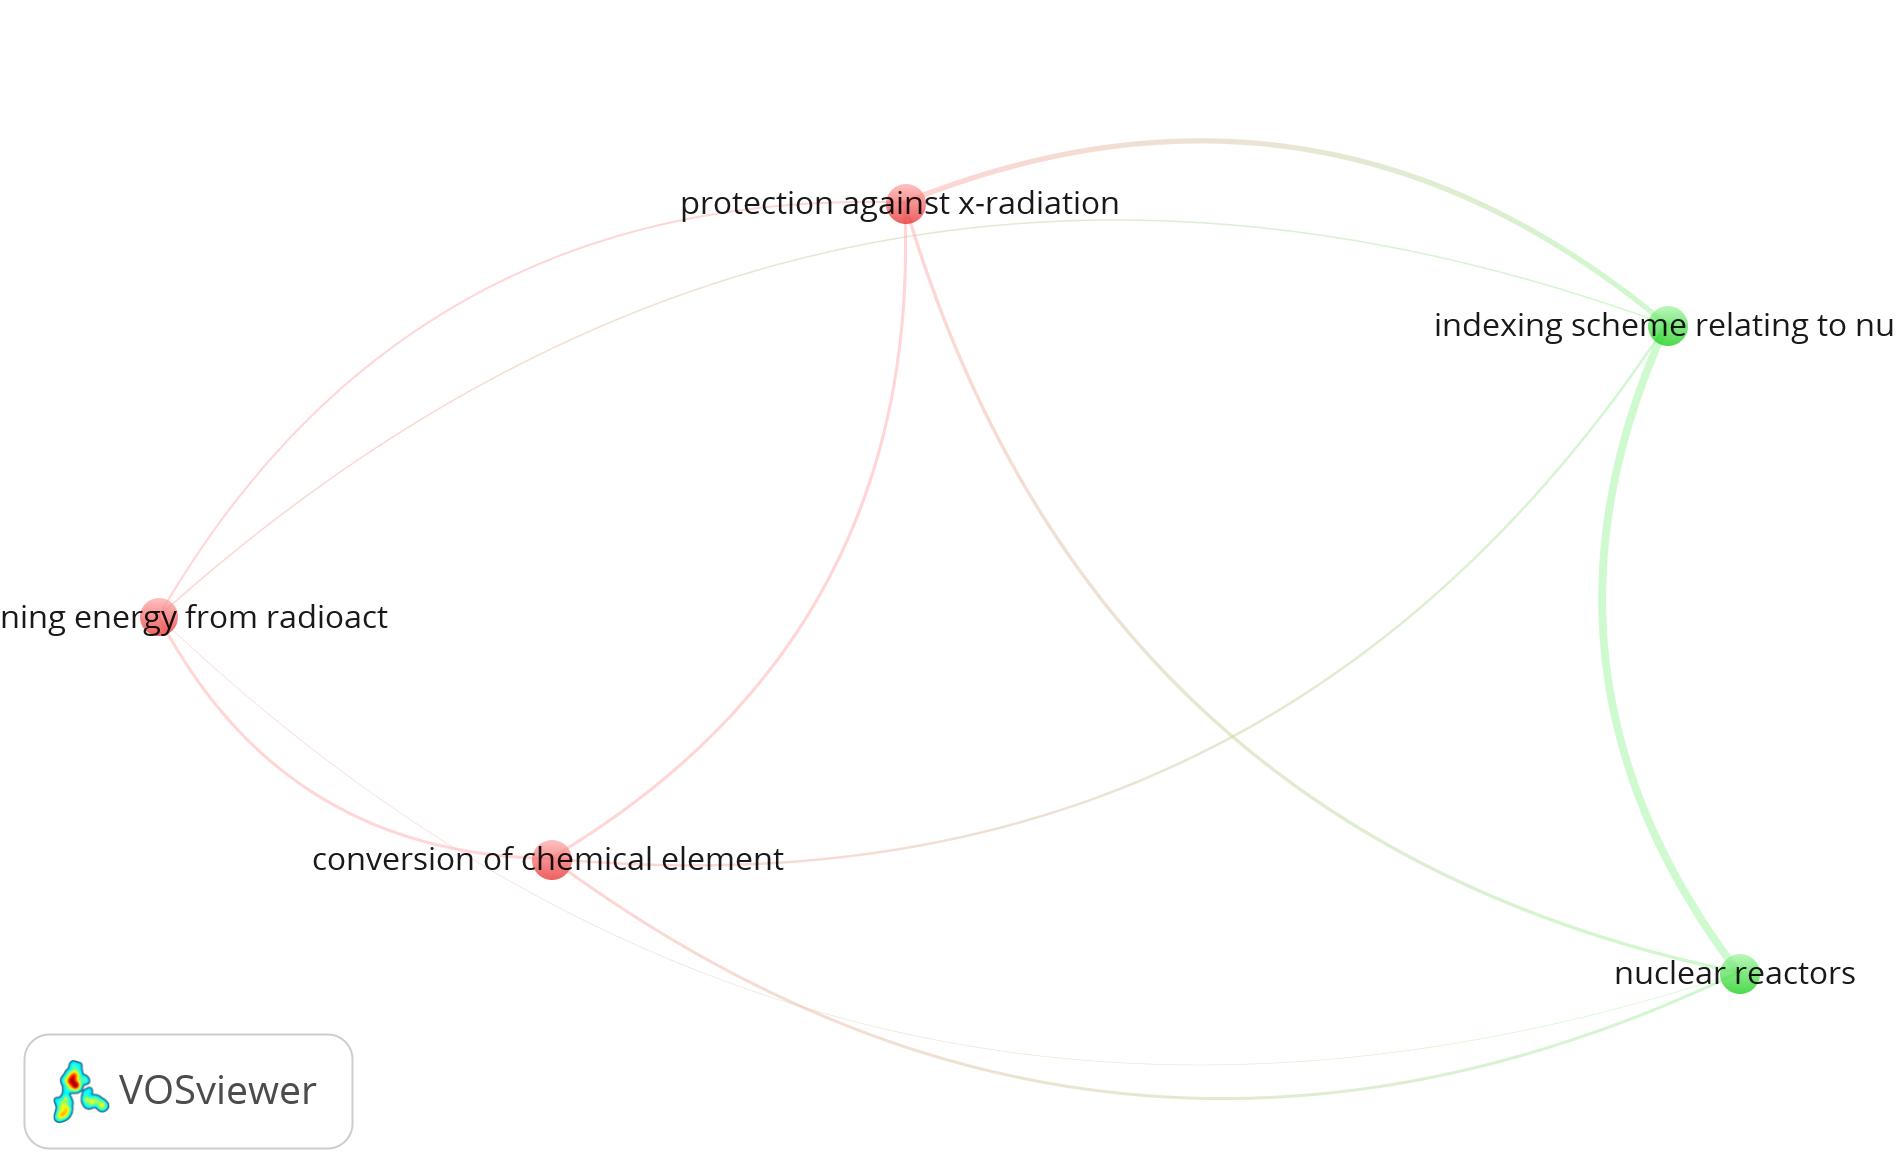 protection against x-radiation
indexing scheme relating to nu
ning energy from radioact
conversion of chemical element
nuclear reactors
VOSviewer